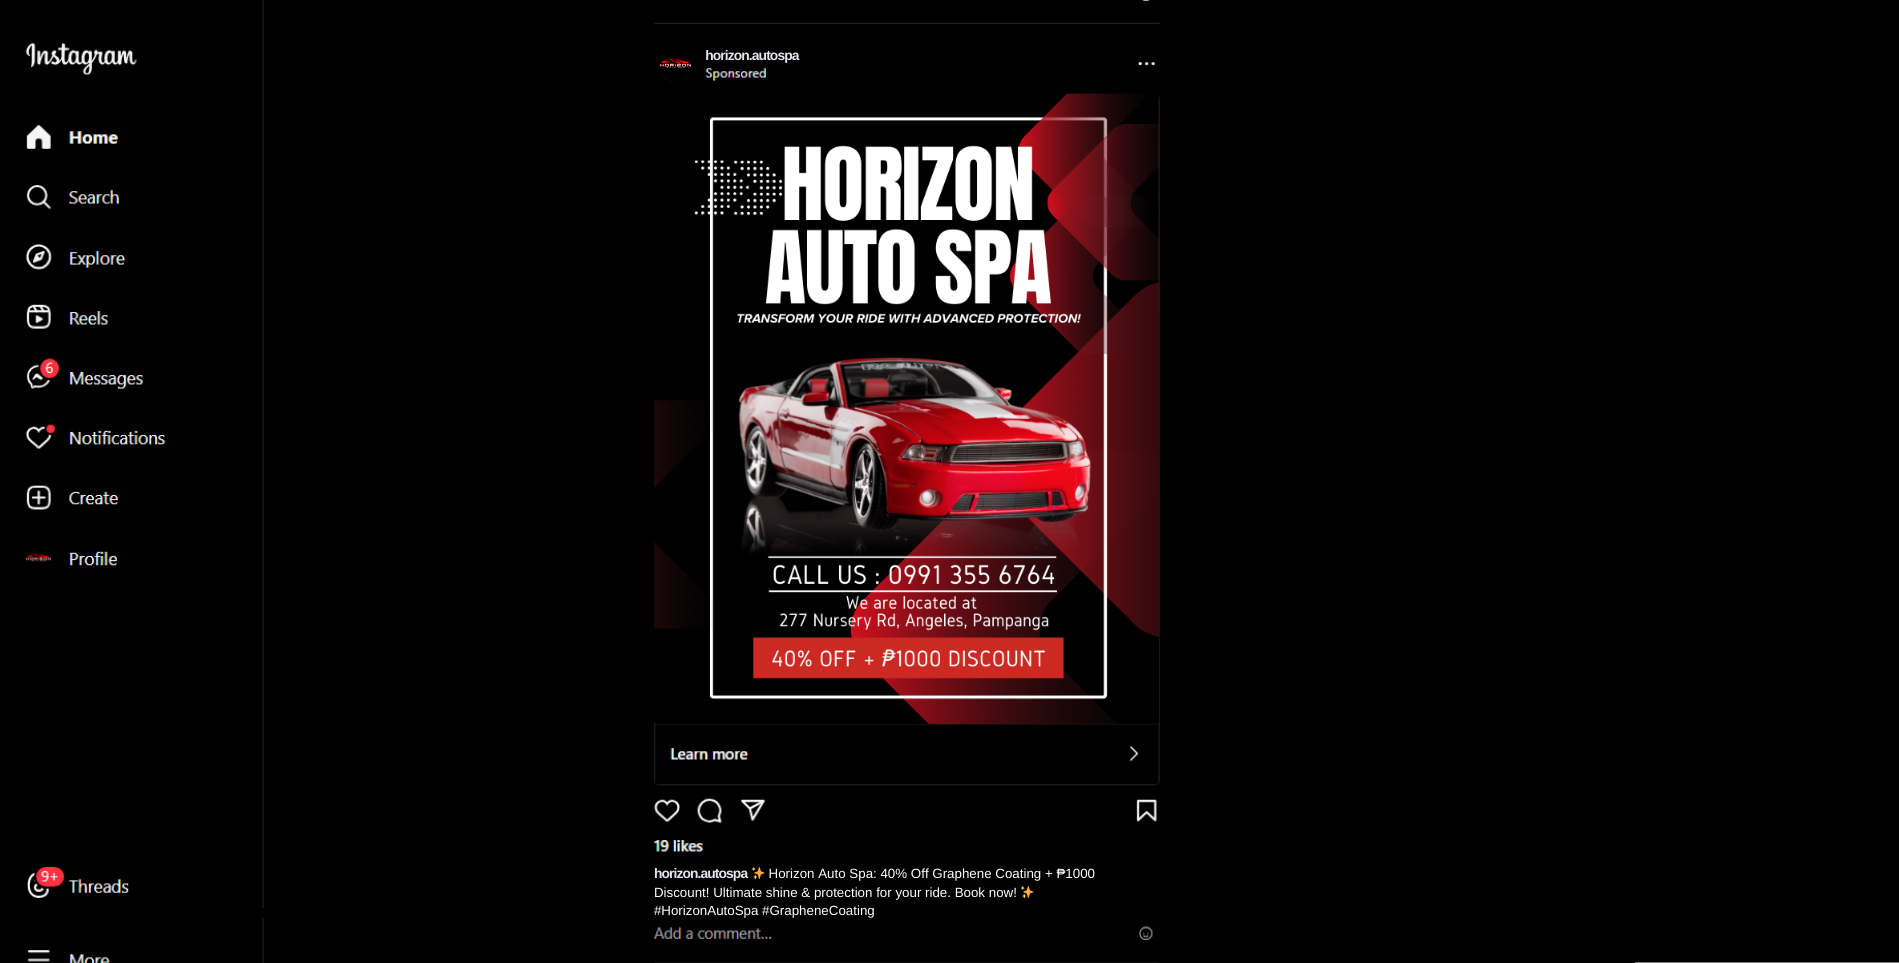 Instagram
Home
Search
Explore
Reels
6
Messages
Notifications
Create
HORIZON
Profile
9+
Threads
More
HORIZON
horizon.autospa
Sponsored
HORIZON
AUTO SPA
TRANSFORM YOUR RIDE WITH ADVANCED PROTECTION!
CALL US : 0991 355 6764
We are located at
277 Nursery Rd, Angeles, Pampanga
40% OFF + ₱1000 DISCOUNT
Learn more
19 likes
horizon.autospa ✨ Horizon Auto Spa: 40% Off Graphene Coating + ₱1000
Discount! Ultimate shine & protection for your ride. Book now! ✨
#HorizonAutoSpa #GrapheneCoating
Add a comment...